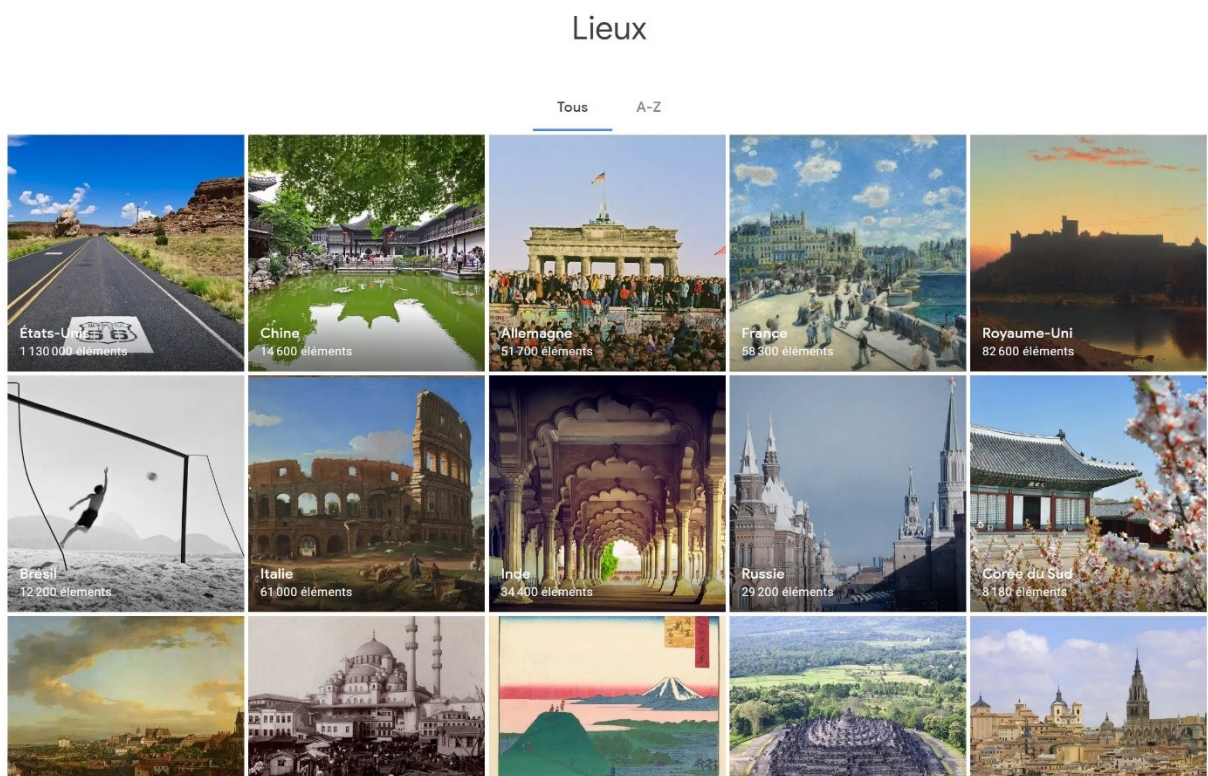 Lieux
Tous
A-Z
États-Unis
1 130 000 éléments
Chine
14 600 éléments
Allemagne
51 700 éléments
France
58 300 éléments
Royaume-Uni
82 600 éléments
Brésil
12 200 éléments
Italie
61 000 éléments
Inde
34 400 éléments
Russie
29 200 éléments
Corée du Sud
8 180 éléments